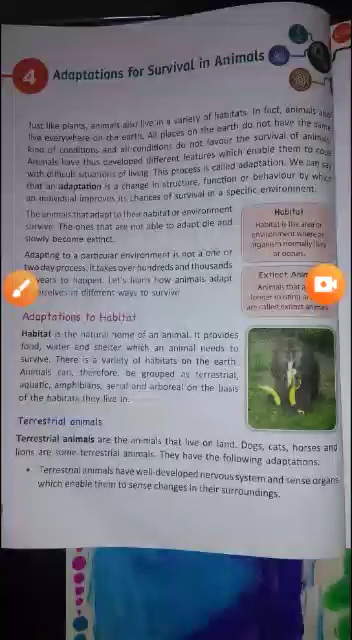 4
Adaptations for Survival in Animals
Just like plants, animals also live in a variety of habitats. In fact, animals also
live everywhere on the earth. All places on the earth do not have the same
kind of conditions and all conditions do not favour the survival of animals.
Animals have thus developed different features which enable them to cope
with difficult situations of living. This process is called adaptation. We can say
that an adaptation is a change in structure, function or behaviour by which
an individual improves its chances of survival in a specific environment.
The animals that adapt to their habitat or environment
survive. The ones that are not able to adapt die and
slowly become extinct.
Adapting to a particular environment is not a one or
two day process. It takes over hundreds and thousands
years to happen. Let's learn how animals adapt
in different ways to survive
Habitat
Habitat is the area or
environment where an
organism normally lives
or occurs.
Extinct
Animals that
longer existing
are called extinct
Adaptations to Habitat
Habitat is the natural home of an animal. It provides
food, water and shelter which an animal needs to
survive. There is a variety of habitats on the earth.
Animals can, therefore, be grouped as terrestrial,
aquatic, amphibians, aerial and arboreal on the basis
of the habitats they live in.
Terrestrial animals
Terrestrial animals are the animals that live on land. Dogs, cats, horses and
lions are some terrestrial animals. They have the following adaptations.
• Terrestrial animals have well-developed nervous system and sense organs
which enable them to sense changes in their surroundings.